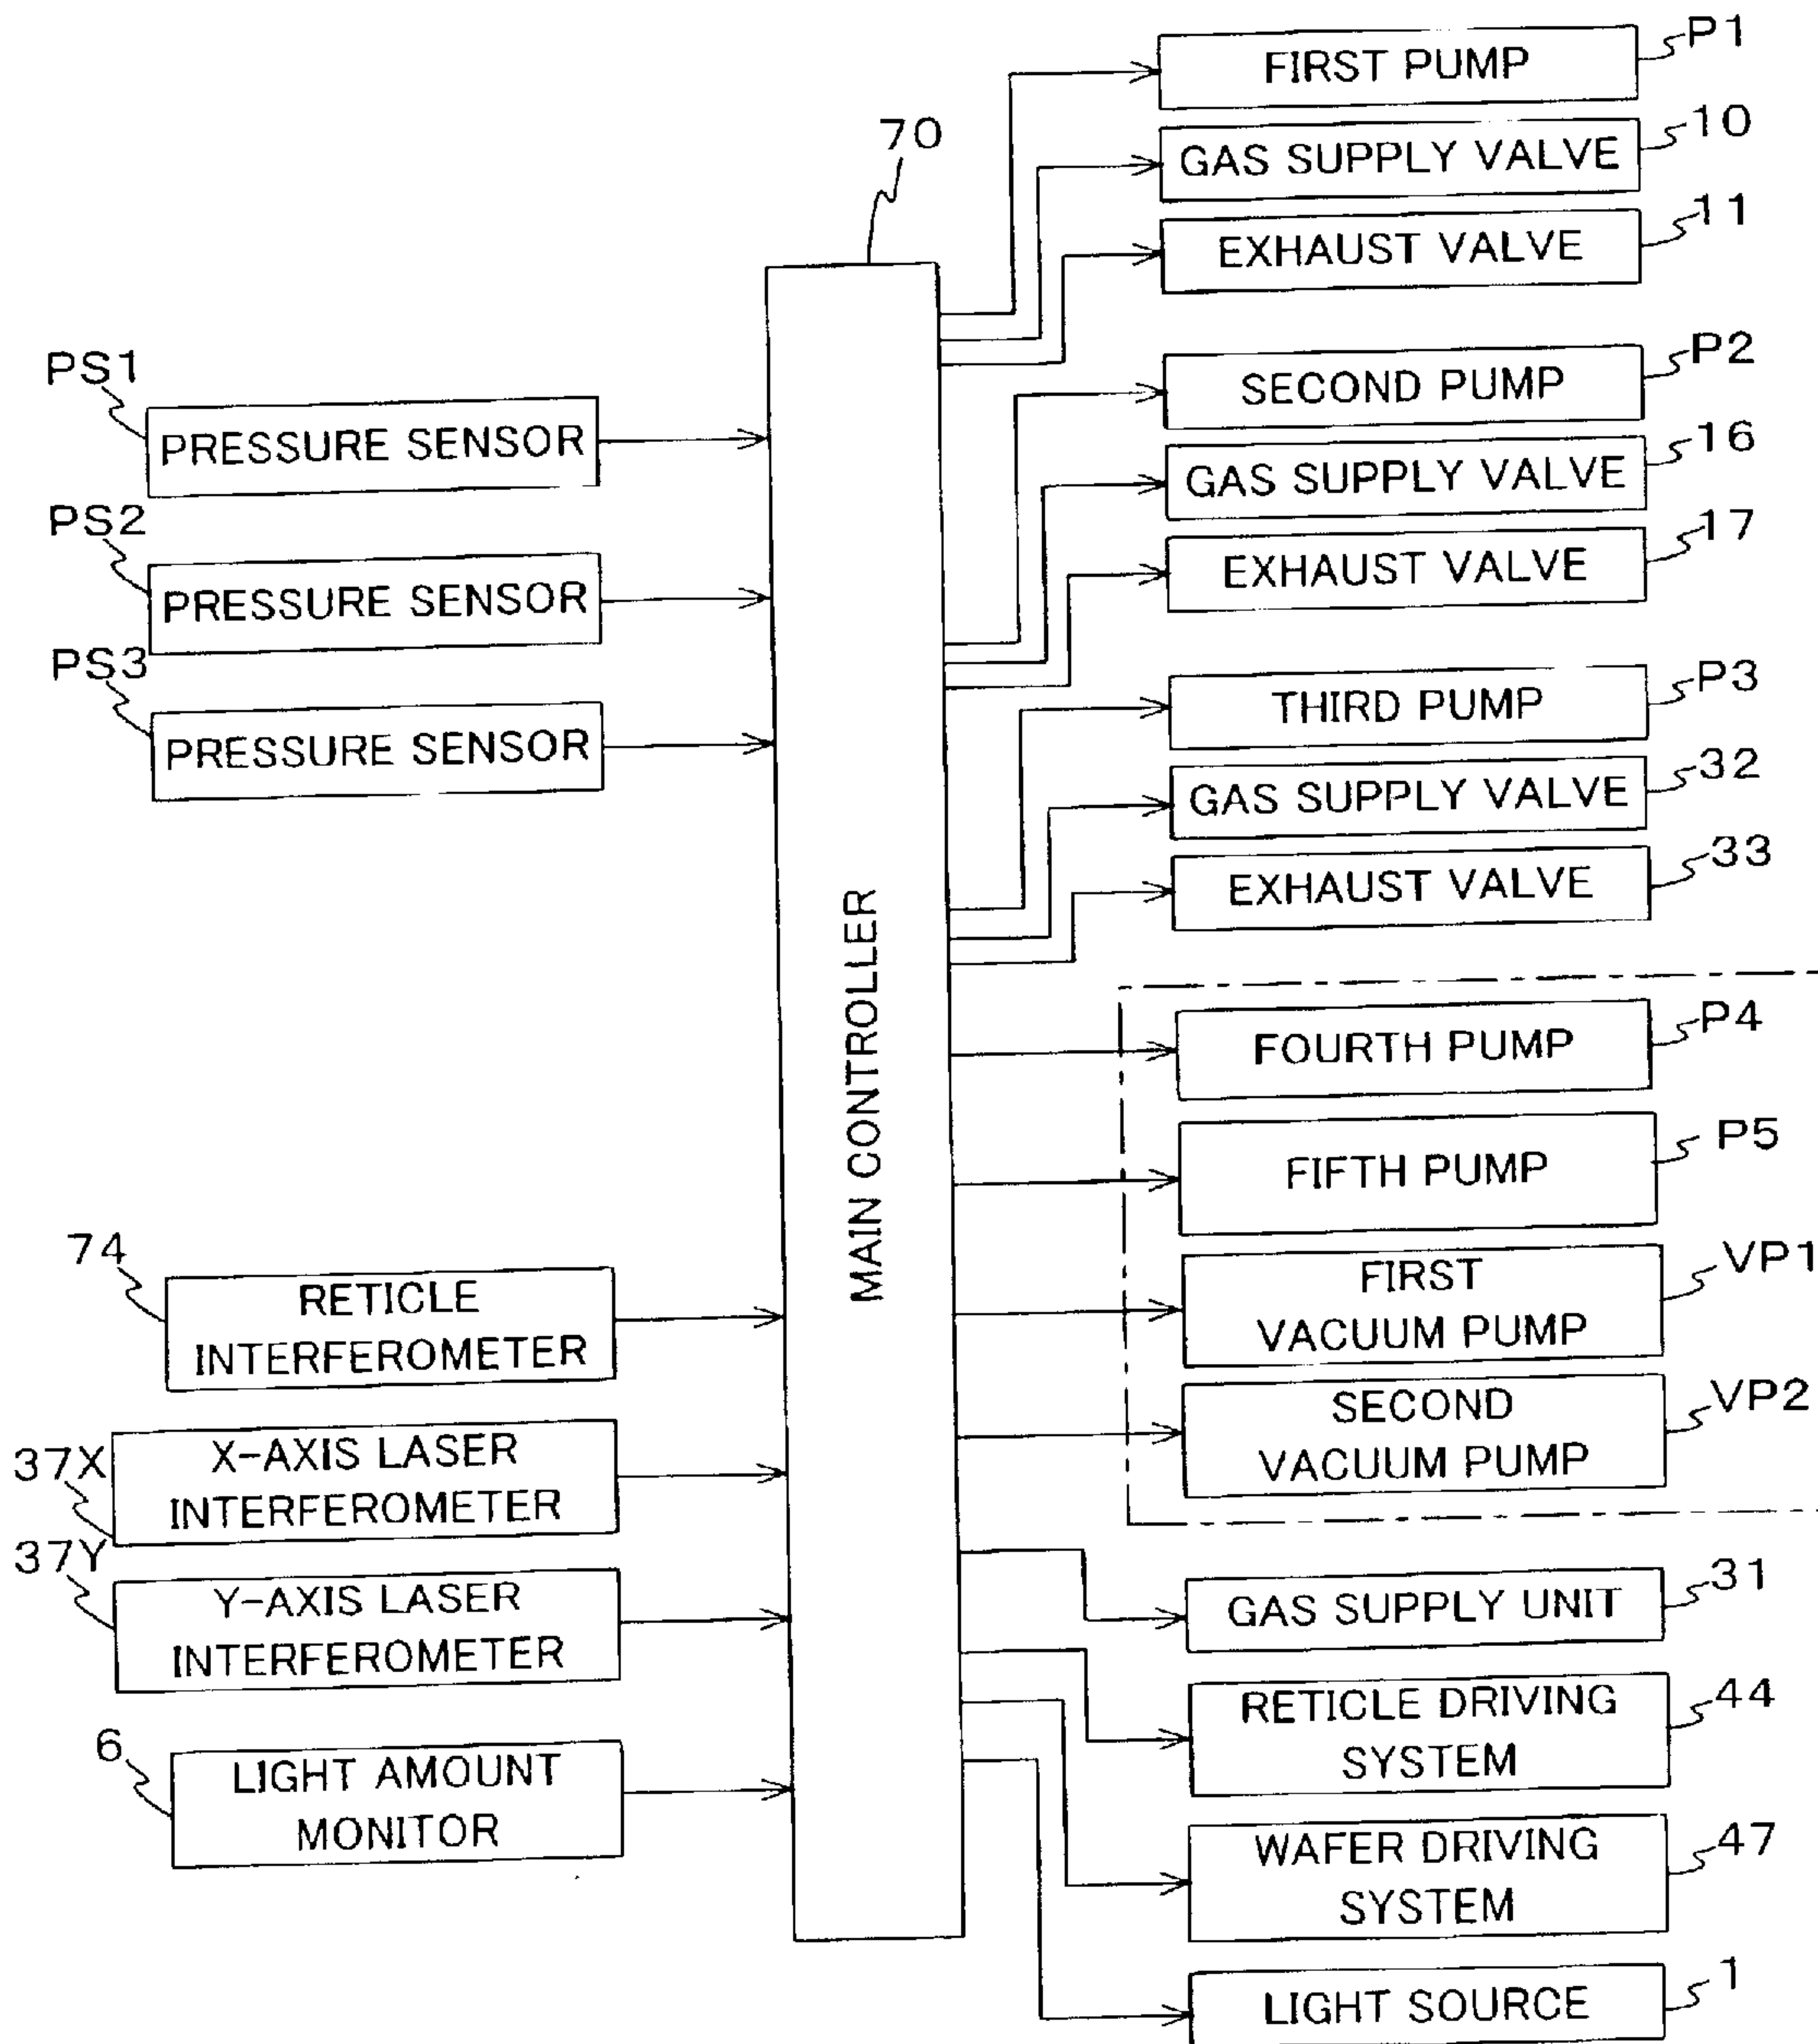 70
PS1
PRESSURE SENSOR
PS2
PRESSURE SENSOR
PS3
PRESSURE SENSOR
74
RETICLE
INTERFEROMETER
37X
X-AXIS LASER
INTERFEROMETER
37Y
Y-AXIS LASER
INTERFEROMETER
6
LIGHT AMOUNT
MONITOR
MAIN CONTROLLER
FIRST PUMP
P1
GAS SUPPLY VALVE
10
EXHAUST VALVE
11
SECOND PUMP
P2
GAS SUPPLY VALVE
16
EXHAUST VALVE
17
THIRD PUMP
P3
GAS SUPPLY VALVE
32
EXHAUST VALVE
33
FOURTH PUMP
P4
FIFTH PUMP
P5
FIRST
VACUUM PUMP
VP1
SECOND
VACUUM PUMP
VP2
GAS SUPPLY UNIT
31
RETICLE DRIVING
SYSTEM
44
WAFER DRIVING
SYSTEM
47
LIGHT SOURCE
1